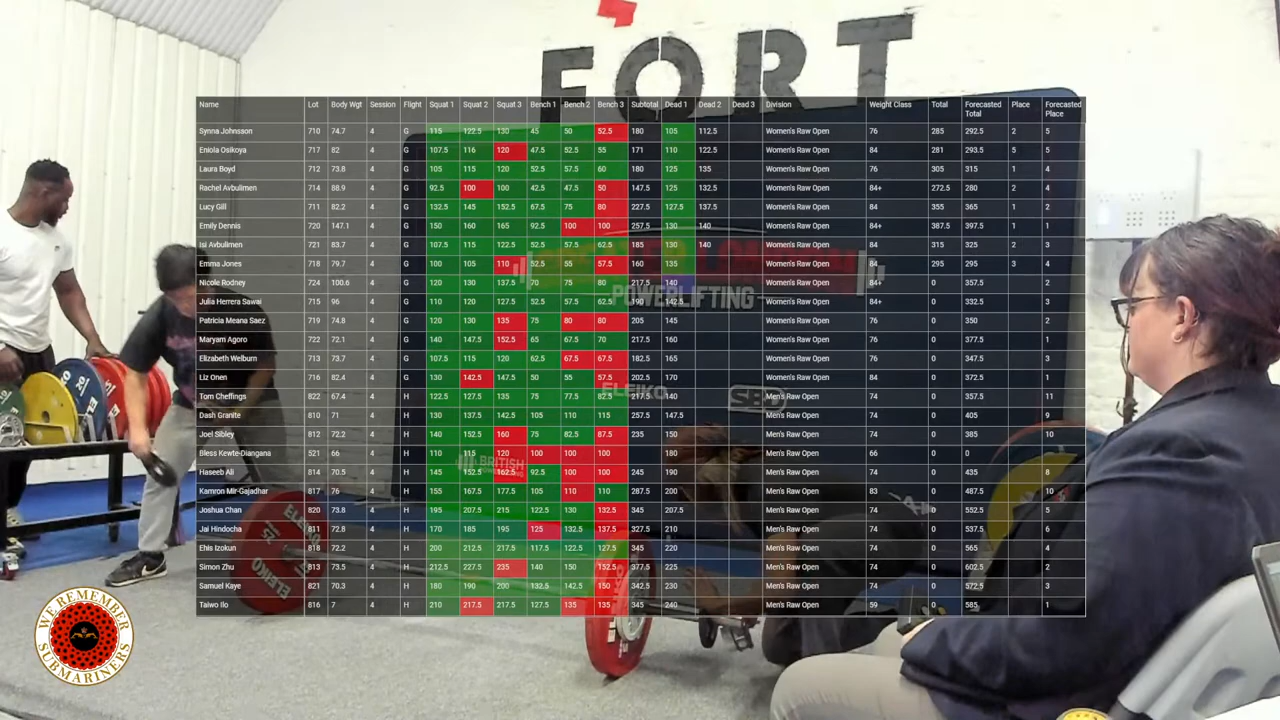 FORT
Name Lot Body Wgt Session Flight Squat 1 Squat 2 Squat 3 Bench 1 Bench 2 Bench 3 Subtotal Dead 1 Dead 2 Dead 3 Division Weight Class Total Forecasted Total Place Forecasted Place
Synna Johnsson 710 74.7 4 G 115 122.5 130 45 50 52.5 180 105 112.5 Women's Raw Open 76 285 292.5 2 5
Eniola Osikoya 717 82 4 G 107.5 116 120 47.5 52.5 55 171 110 122.5 Women's Raw Open 84 281 293.5 5 5
Laura Boyd 712 73.8 4 G 105 115 120 52.5 57.5 60 180 125 135 Women's Raw Open 76 305 315 1 4
Rachel Avbulimen 714 88.9 4 G 92.5 100 100 42.5 47.5 50 147.5 125 132.5 Women's Raw Open 84+ 272.5 280 2 4
Lucy Gill 711 82.2 4 G 132.5 145 152.5 67.5 75 80 227.5 127.5 137.5 Women's Raw Open 84 355 365 1 2
Emily Dennis 720 147.1 4 G 150 160 165 92.5 100 100 257.5 130 140 Women's Raw Open 84+ 387.5 397.5 1 1
Isi Avbulimen 721 83.7 4 G 107.5 115 122.5 52.5 57.5 62.5 185 130 140 Women's Raw Open 84 315 325 2 3
Emma Jones 718 79.7 4 G 100 105 110 52.5 55 57.5 160 135 Women's Raw Open 84 295 295 3 4
Nicole Rodney 724 100.6 4 G 120 130 137.5 70 75 80 217.5 140 Women's Raw Open 84+ 0 357.5 2
Julia Herrera Sawai 715 96 4 G 110 120 127.5 52.5 57.5 62.5 190 142.5 Women's Raw Open 84+ 0 332.5 3
Patricia Meana Saez 719 74.8 4 G 120 130 135 75 80 80 205 145 Women's Raw Open 76 0 350 2
Maryam Agoro 722 72.1 4 G 140 147.5 152.5 65 67.5 70 217.5 160 Women's Raw Open 76 0 377.5 1
Elizabeth Welburn 713 73.7 4 G 107.5 115 120 62.5 67.5 67.5 182.5 165 Women's Raw Open 76 0 347.5 3
Liz Onen 716 82.4 4 G 130 142.5 147.5 50 55 57.5 202.5 170 Women's Raw Open 84 0 372.5 1
Tom Cheffings 822 67.4 4 H 122.5 127.5 135 75 77.5 82.5 217.5 140 Men's Raw Open 74 0 357.5 11
Dash Granite 810 71 4 H 130 137.5 142.5 105 110 115 257.5 147.5 Men's Raw Open 74 0 405 9
Joel Sibley 812 72.2 4 H 140 152.5 160 75 82.5 87.5 235 150 Men's Raw Open 74 0 385 10
Bless Kewte-Diangana 521 66 4 H 110 115 120 100 100 100 180 Men's Raw Open 66 0 0
Haseeb Ali 814 70.5 4 H 145 152.5 162.5 92.5 100 100 245 190 Men's Raw Open 74 0 435 8
Kamron Mir-Gajadhar 817 76 4 H 155 167.5 177.5 105 110 110 287.5 200 Men's Raw Open 83 0 487.5 10
Joshua Chan 820 73.8 4 H 195 207.5 215 122.5 130 132.5 345 207.5 Men's Raw Open 74 0 552.5 5
Jai Hindocha 811 72.8 4 H 170 185 195 125 132.5 137.5 327.5 210 Men's Raw Open 74 0 537.5 6
Ehis Izokun 818 72.2 4 H 200 212.5 217.5 117.5 122.5 127.5 345 220 Men's Raw Open 74 0 565 4
Simon Zhu 813 73.5 4 H 212.5 227.5 235 140 150 152.5 377.5 225 Men's Raw Open 74 0 602.5 2
Samuel Kaye 821 70.3 4 H 180 190 200 132.5 142.5 150 342.5 230 Men's Raw Open 74 0 572.5 3
Taiwo Ilo 816 7 4 H 210 217.5 217.5 127.5 135 135 345 240 Men's Raw Open 59 0 585 1
POWERLIFTING
ELEIKO
SBD
BRITISH
WE REMEMBER SUBMARINERS